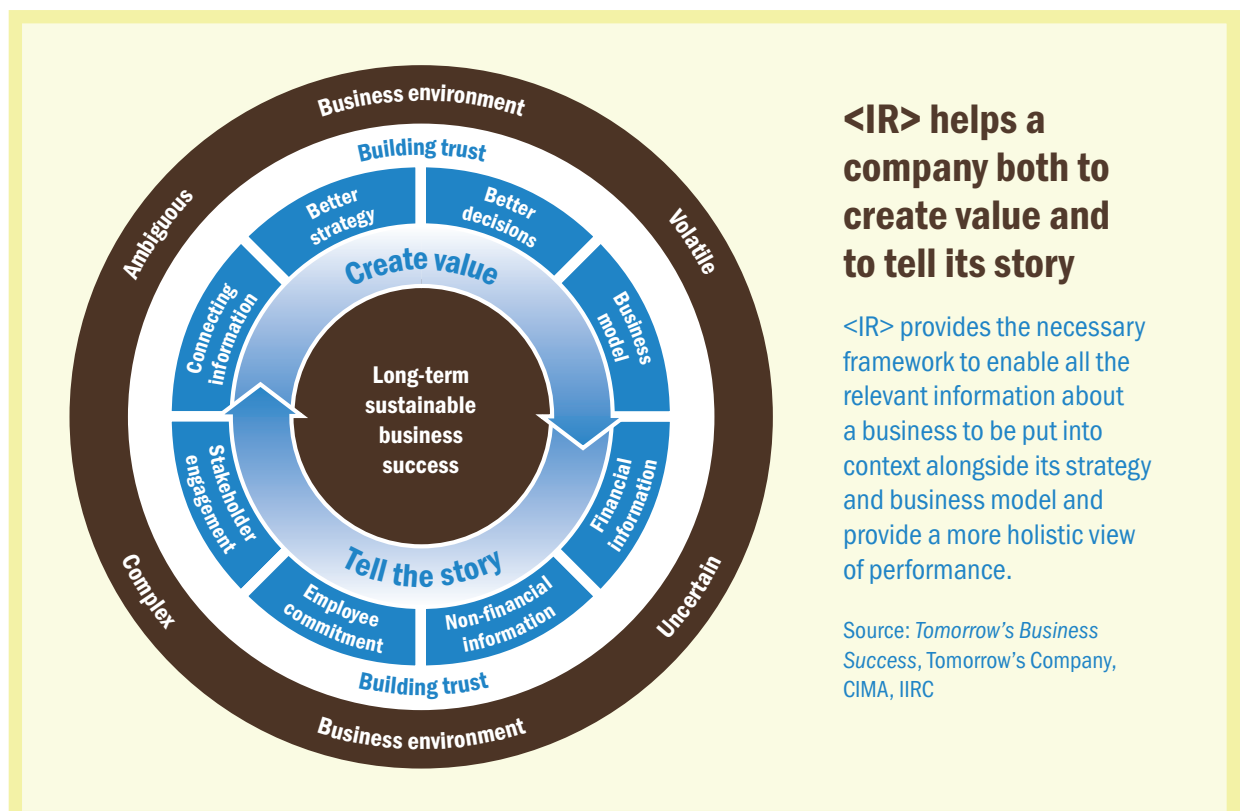 Business environment
Building trust
Better
strategy
Better
decisions
Ambiguous
Volatile
Create value
Connecting
information
Business
model
Long-term
sustainable
business
success
Stakeholder
engagement
Financial
information
Tell the story
Employee
commitment
Non-financial
information
Complex
Uncertain
Building trust
Business environment
<IR> helps a
company both to
create value and
to tell its story
<IR> provides the necessary
framework to enable all the
relevant information about
a business to be put into
context alongside its strategy
and business model and
provide a more holistic view
of performance.
Source: Tomorrow’s Business
Success, Tomorrow’s Company,
CIMA, IIRC